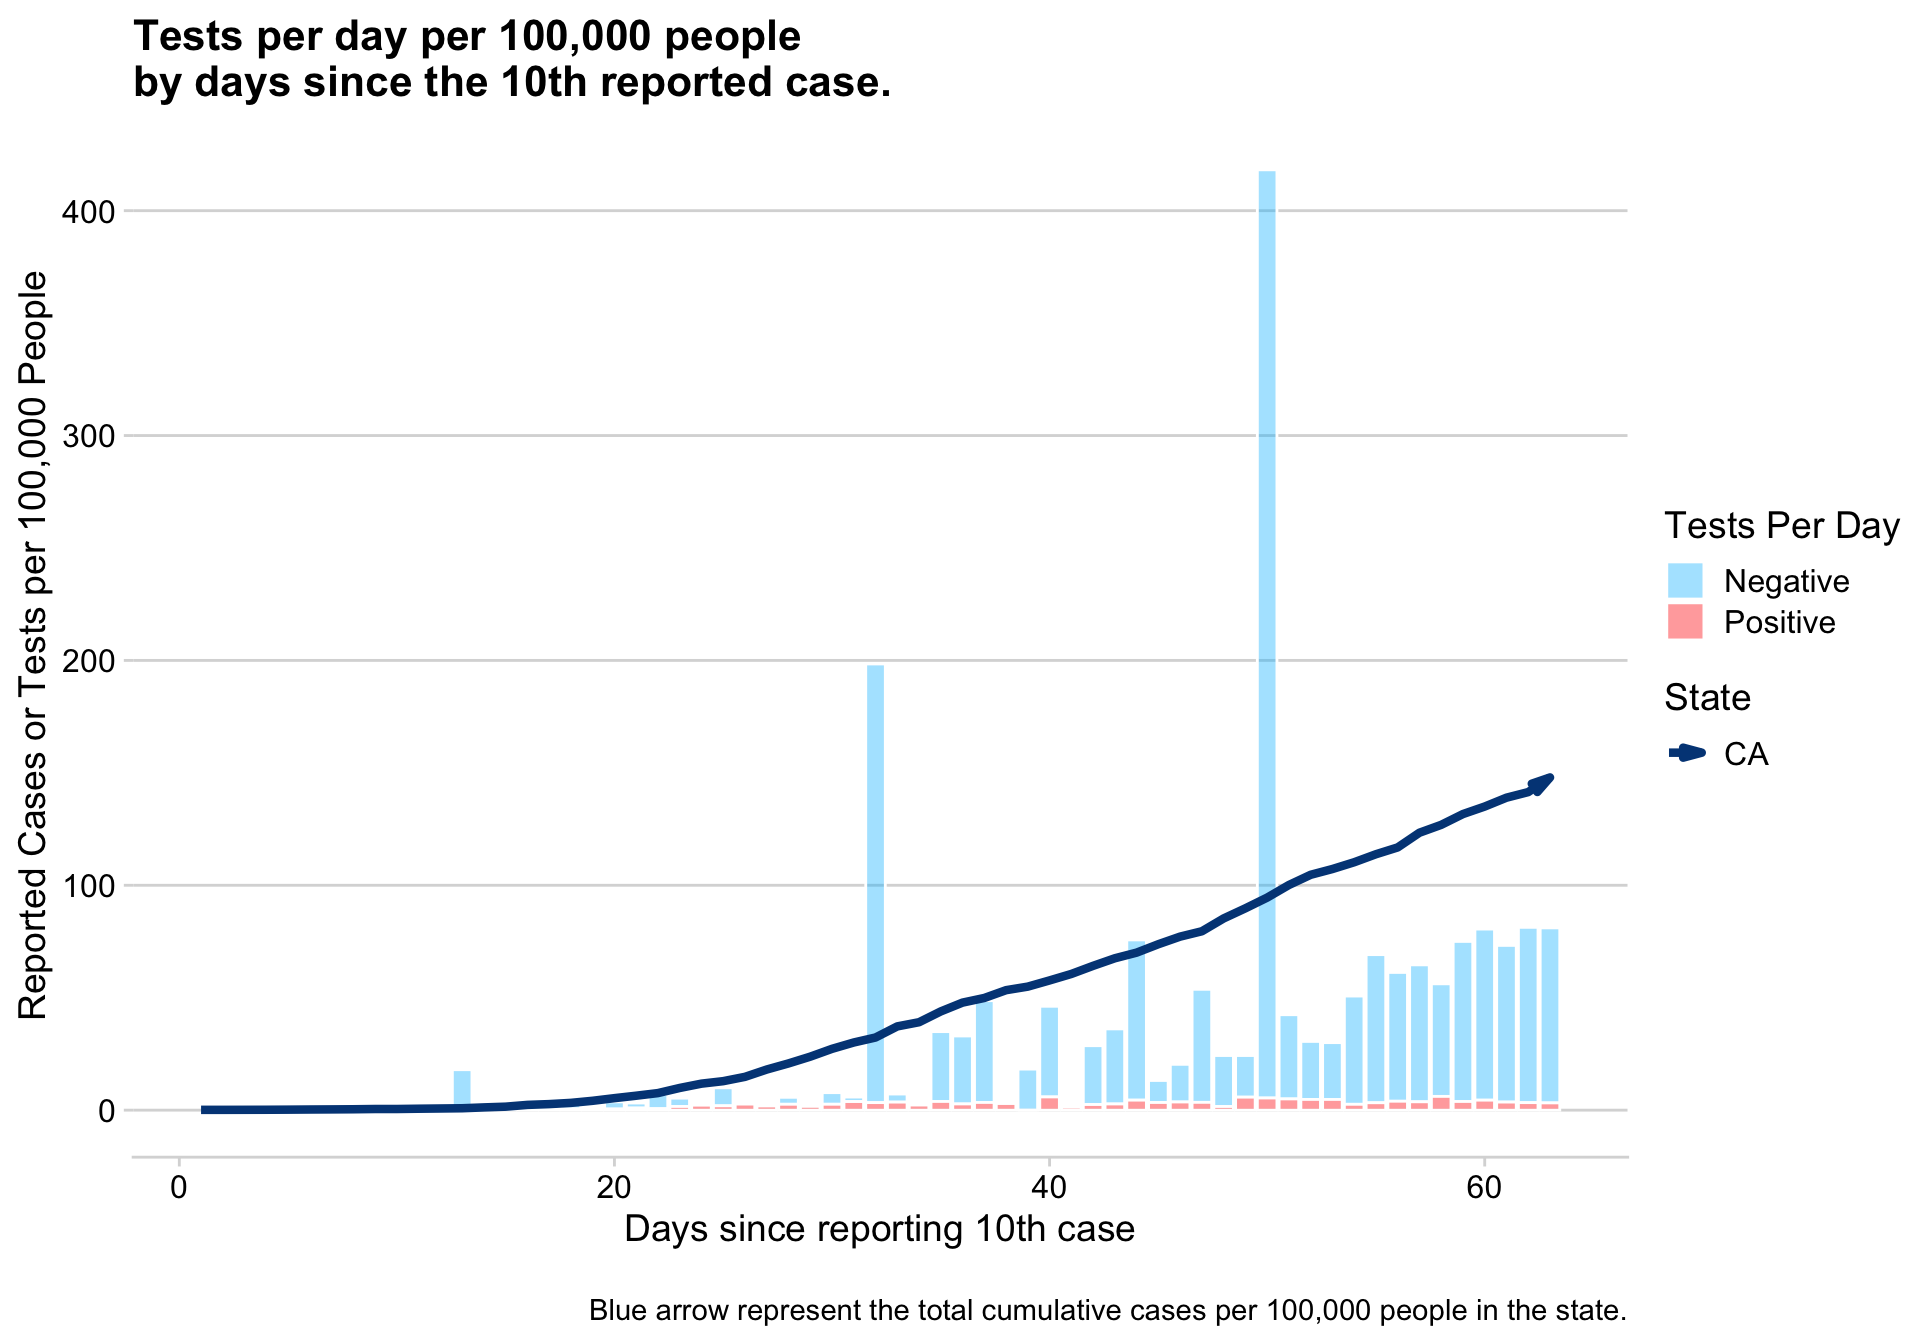 Tests per day per 100,000 people
by days since the 10th reported case.
Reported Cases or Tests per 100,000 People
400
300
200
100
0
0
20
40
60
Days since reporting 10th case
Tests Per Day
Negative
Positive
State
CA
Blue arrow represent the total cumulative cases per 100,000 people in the state.